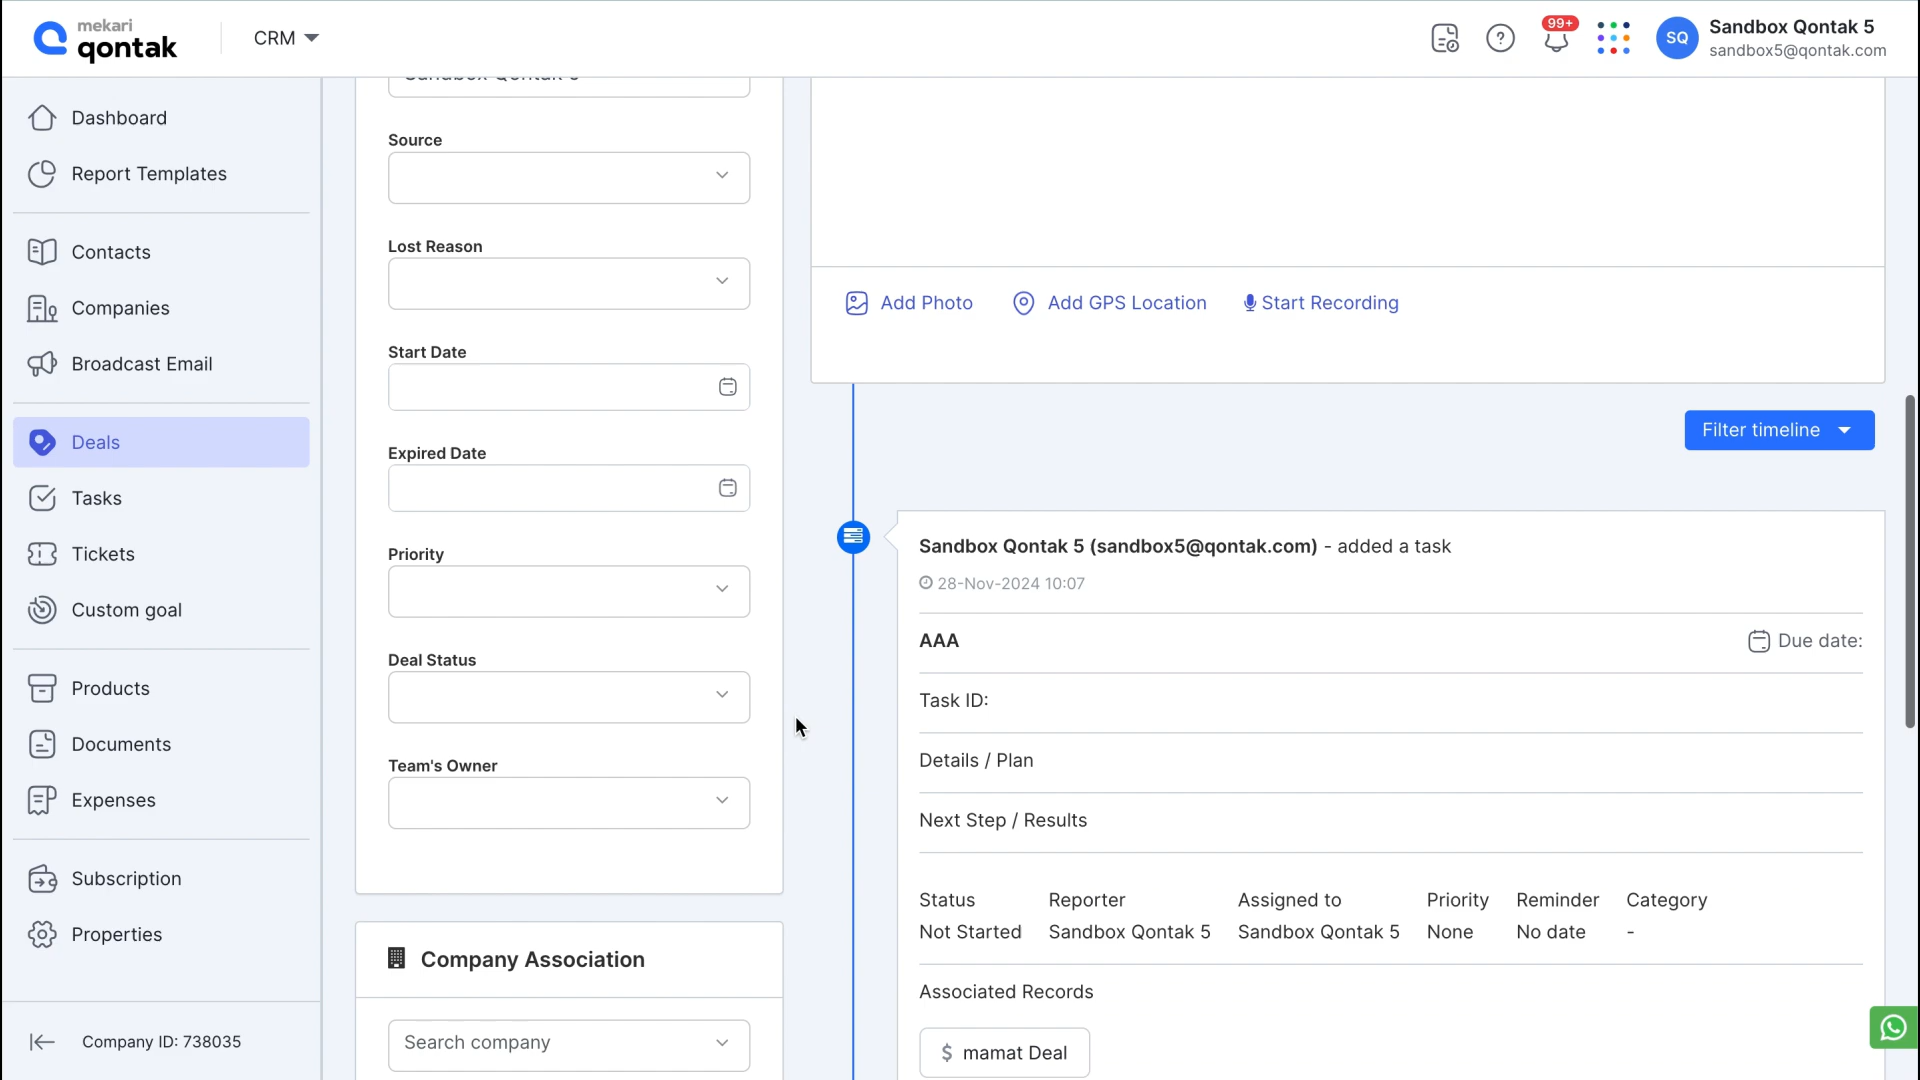 mekari
qontak
CRM
99+
SQ
Sandbox Qontak 5
sandbox5@qontak.com
Dashboard
Report Templates
Contacts
Companies
Broadcast Email
Deals
Tasks
Tickets
Custom goal
Products
Documents
Expenses
Subscription
Properties
Company ID: 738035
Sandbox Qontak 5
Source
Lost Reason
Start Date
Expired Date
Priority
Deal Status
Team's Owner
Company Association
Search company
Add Photo
Add GPS Location
Start Recording
Filter timeline
Sandbox Qontak 5 (sandbox5@qontak.com) - added a task
28-Nov-2024 10:07
AAA
Due date:
Task ID:
Details / Plan
Next Step / Results
Status Reporter Assigned to Priority Reminder Category
Not Started Sandbox Qontak 5 Sandbox Qontak 5 None No date -
Associated Records
$ mamat Deal